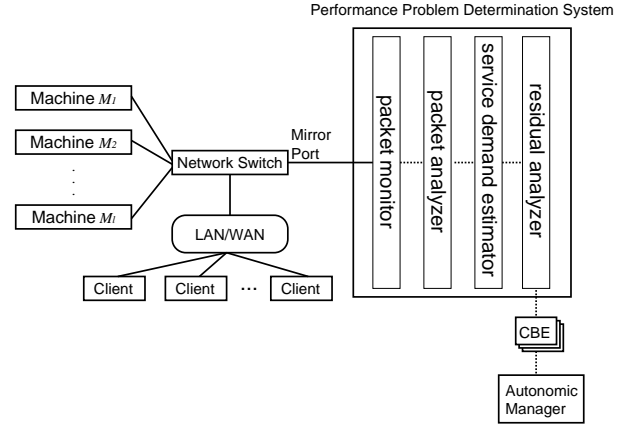 Performance Problem Determination System
Machine M1
Machine M2
.
.
.
Machine Ml
Network Switch
Mirror
Port
LAN/WAN
Client
Client
...
Client
packet monitor
packet analyzer
service demand estimator
residual analyzer
CBE
Autonomic
Manager